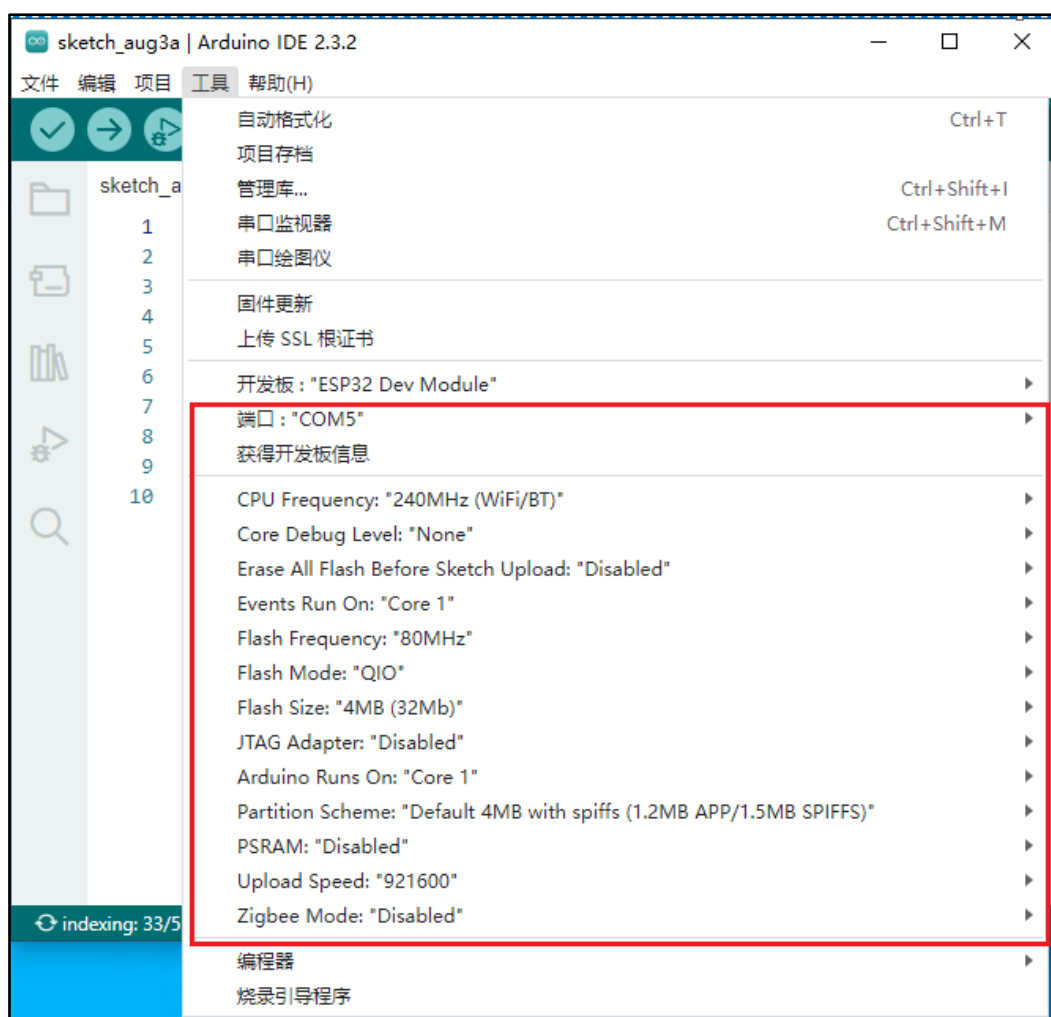 sketch_aug3a | Arduino IDE 2.3.2
文件 编辑 项目 工具 帮助(H)
自动格式化 Ctrl+T
项目存档
sketch_a
管理库... Ctrl+Shift+I
1
串口监视器 Ctrl+Shift+M
2
串口绘图仪
3
固件更新
4
上传 SSL 根证书
5
6
开发板 : "ESP32 Dev Module"
7
端口 : "COM5"
8
获得开发板信息
9
10
CPU Frequency: "240MHz (WiFi/BT)"
Core Debug Level: "None"
Erase All Flash Before Sketch Upload: "Disabled"
Events Run On: "Core 1"
Flash Frequency: "80MHz"
Flash Mode: "QIO"
Flash Size: "4MB (32Mb)"
JTAG Adapter: "Disabled"
Arduino Runs On: "Core 1"
Partition Scheme: "Default 4MB with spiffs (1.2MB APP/1.5MB SPIFFS)"
PSRAM: "Disabled"
Upload Speed: "921600"
Zigbee Mode: "Disabled"
indexing: 33/5
编程器
烧录引导程序